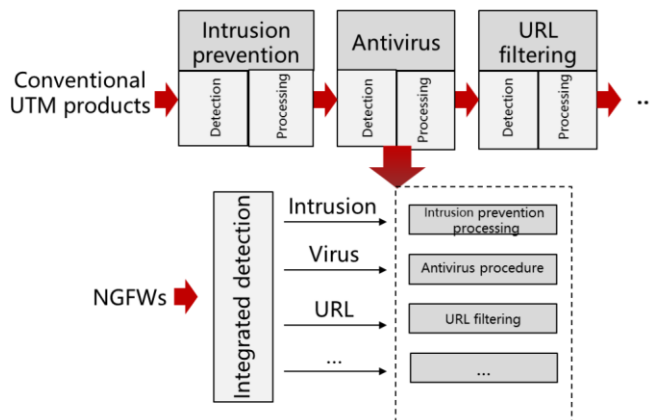 Intrusion
prevention
Antivirus
URL
filtering
Conventional
UTM products
Detection
Processing
Detection
Processing
Detection
Processing
..
NGFWs
Integrated detection
Intrusion
Virus
URL
...
Intrusion prevention
processing
Antivirus procedure
URL filtering
...